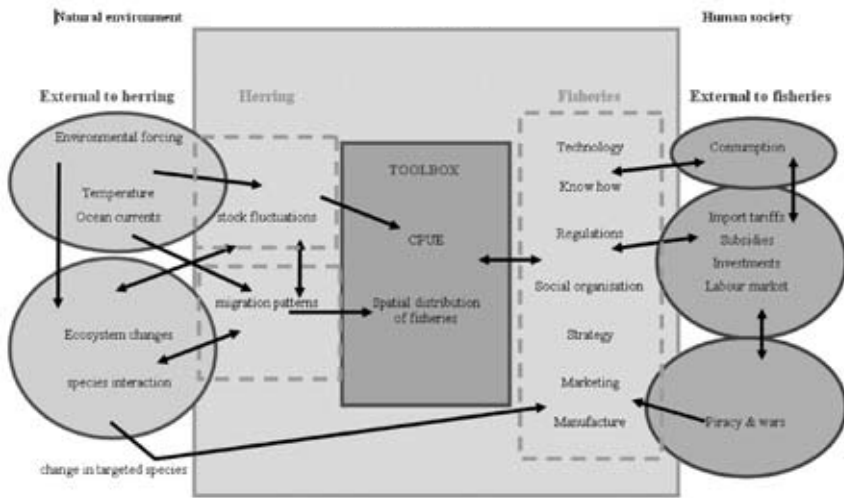 Natural environment
Human society
External to herring
Herring
Fisheries
External to fisheries
Environmental forcing
Temperature
Ocean currents
stock fluctuations
migration patterns
Ecosystem changes
species interaction
change in targeted species
TOOLBOX
CPUE
Spatial distribution
of fisheries
Technology
Know how
Regulations
Social organisation
Strategy
Marketing
Manufacture
Consumption
Import tariffs
Subsidies
Investments
Labour market
Piracy & wars